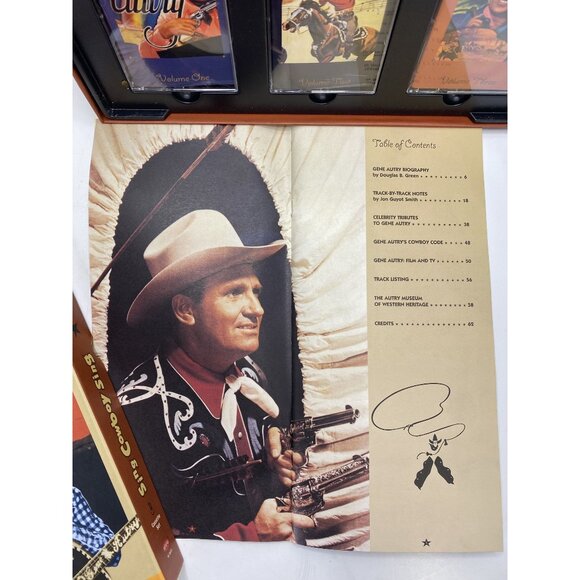 Autry
Volume One
Volume Two
Table of Contents
GENE AUTRY BIOGRAPHY
by Douglas B. Green 6
TRACK-BY-TRACK NOTES
by Jon Guyot Smith 18
CELEBRITY TRIBUTES
TO GENE AUTRY 38
GENE AUTRY'S COWBOY CODE 48
GENE AUTRY: FILM AND TV 50
TRACK LISTING 56
THE AUTRY MUSEUM
OF WESTERN HERITAGE 58
CREDITS 62
Sing Cowboy Sing